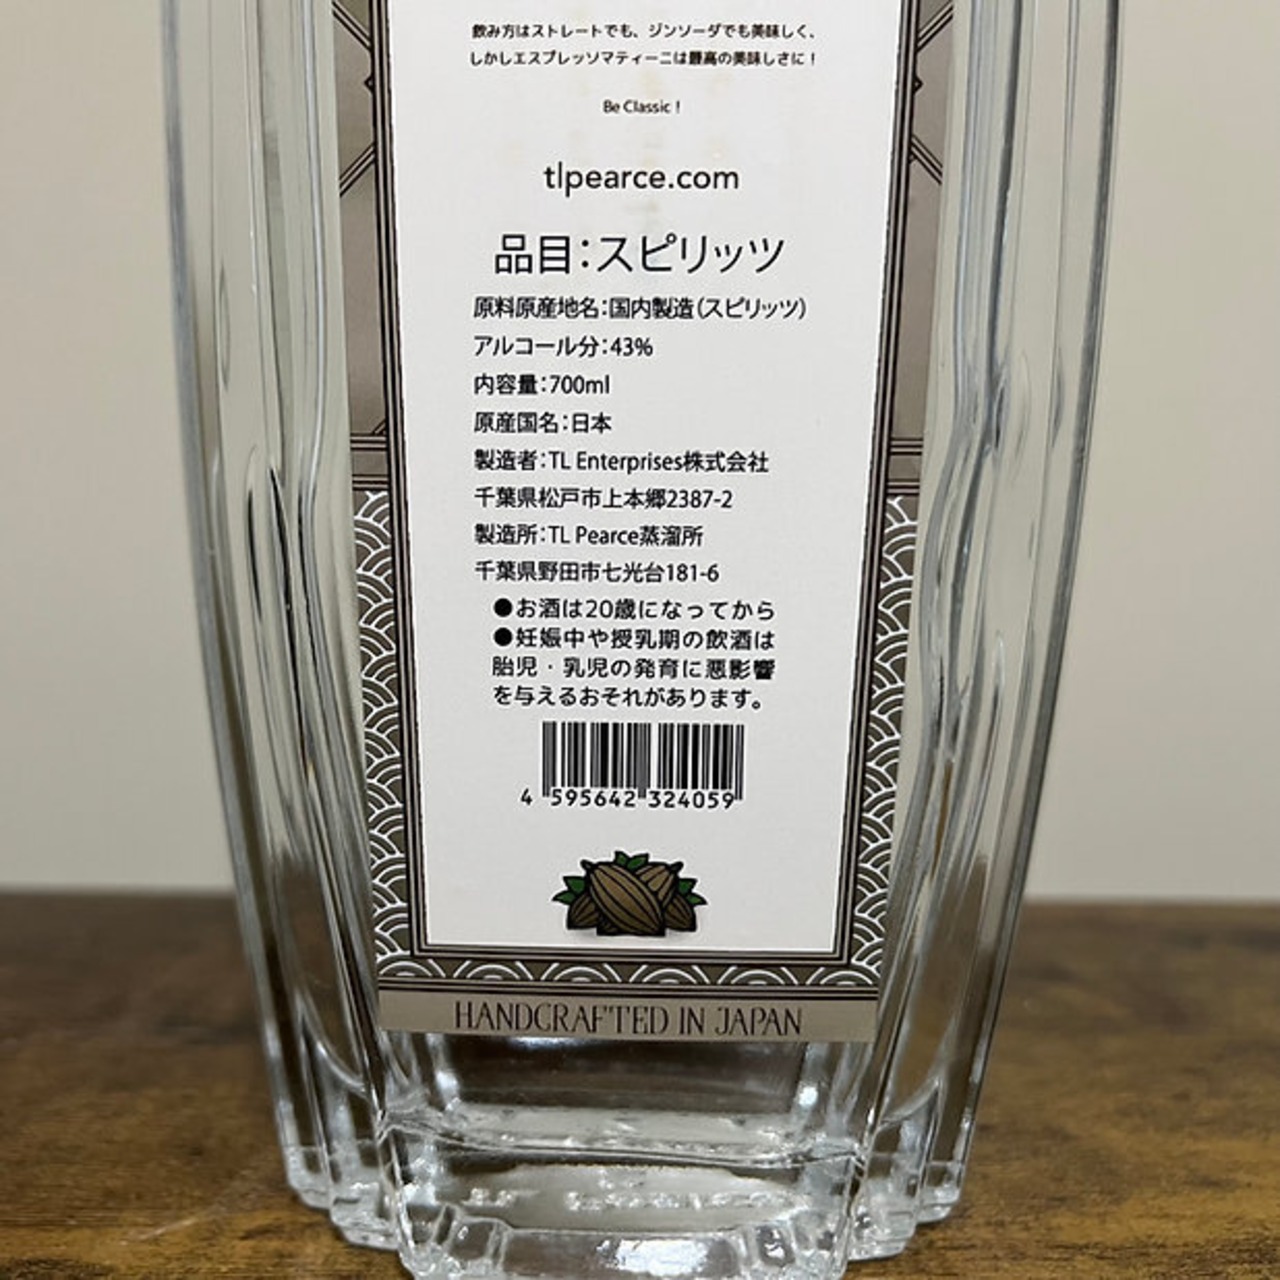 飲み方はストレートでも、ジンソーダでも美味しく、
しかしエスプレッソマティーニは最高の美味しさに！
Be Classic！
tlpearce.com
品目：スピリッツ
原料原産地名：国内製造（スピリッツ）
アルコール分：43%
内容量：700ml
原産国名：日本
製造者：TL Enterprises株式会社
千葉県松戸市上本郷2387-2
製造所：TL Pearce蒸溜所
千葉県野田市七光台181-6
●お酒は20歳になってから
●妊娠中や授乳期の飲酒は
胎児・乳児の発育に悪影響
を与えるおそれがあります。
4 595642 324059
HANDCRAFTED IN JAPAN